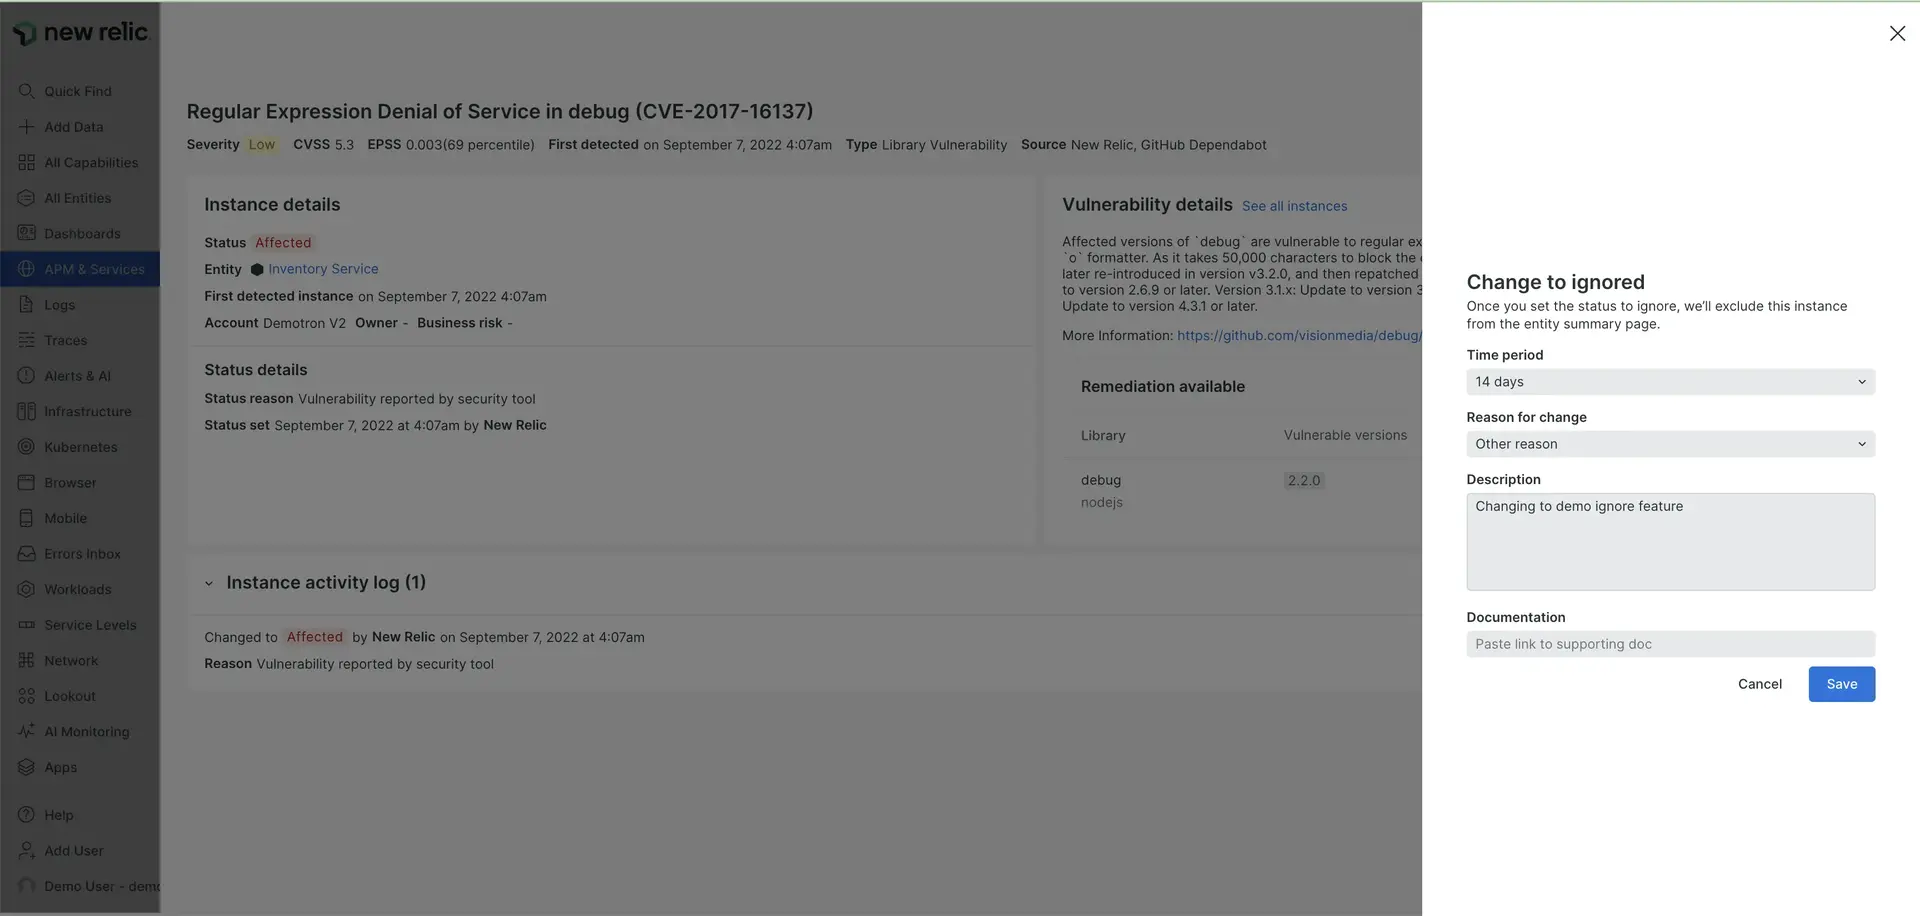 new relic
Quick Find
Add Data
All Capabilities
All Entities
Dashboards
APM & Services
Logs
Traces
Alerts & AI
Infrastructure
Kubernetes
Browser
Mobile
Errors Inbox
Workloads
Service Levels
Network
Lookout
AI Monitoring
Apps
Help
Add User
Demo User - demo
Regular Expression Denial of Service in debug (CVE-2017-16137)
Severity Low CVSS 5.3 EPSS 0.003(69 percentile) First detected on September 7, 2022 4:07am Type Library Vulnerability Source New Relic, GitHub Dependabot
Instance details
Status Affected
Entity Inventory Service
First detected instance on September 7, 2022 4:07am
Account Demotron V2 Owner - Business risk -
Status details
Status reason Vulnerability reported by security tool
Status set September 7, 2022 at 4:07am by New Relic
Vulnerability details See all instances
Affected versions of `debug` are vulnerable to regular ex
`o` formatter. As it takes 50,000 characters to block the
later re-introduced in version v3.2.0, and then repatched
to version 2.6.9 or later. Version 3.1.x: Update to version 3
Update to version 4.3.1 or later.
More Information: https://github.com/visionmedia/debug/
Remediation available
Library Vulnerable versions
debug 2.2.0
nodejs
Instance activity log (1)
Changed to Affected by New Relic on September 7, 2022 at 4:07am
Reason Vulnerability reported by security tool
Change to ignored
Once you set the status to ignore, we'll exclude this instance
from the entity summary page.
Time period
14 days
Reason for change
Other reason
Description
Changing to demo ignore feature
Documentation
Paste link to supporting doc
Cancel Save